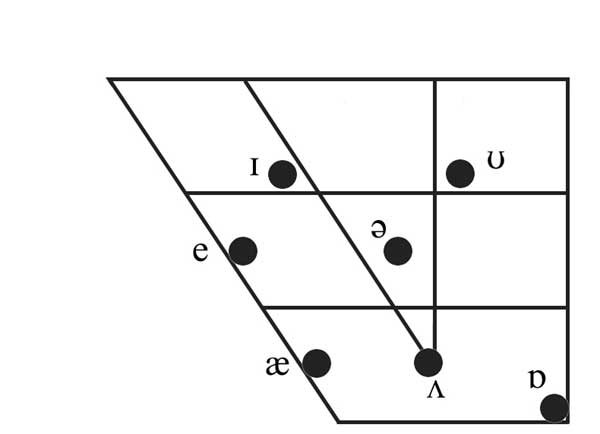 ɪ ʊ
e ə
æ ʌ ɒ